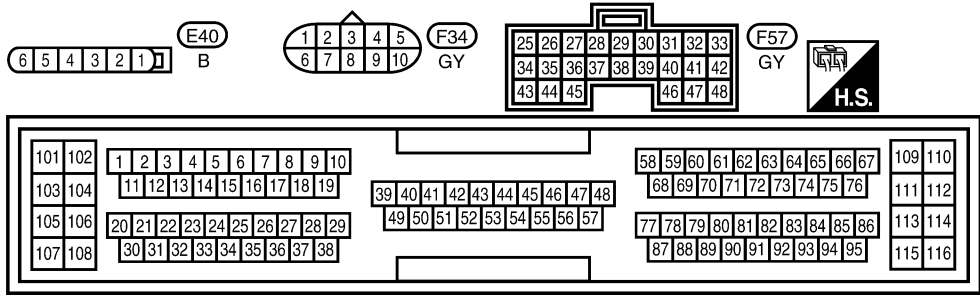 6 5 4 3 2 1
E40
B
1 2 3 4 5
6 7 8 9 10
F34
GY
25 26 27 28 29 30 31 32 33
34 35 36 37 38 39 40 41 42
43 44 45 46 47 48
F57
GY
H.S.
101 102
103 104
105 106
107 108
1 2 3 4 5 6 7 8 9 10
11 12 13 14 15 16 17 18 19
20 21 22 23 24 25 26 27 28 29
30 31 32 33 34 35 36 37 38
39 40 41 42 43 44 45 46 47 48
49 50 51 52 53 54 55 56 57
58 59 60 61 62 63 64 65 66 67
68 69 70 71 72 73 74 75 76
77 78 79 80 81 82 83 84 85 86
87 88 89 90 91 92 93 94 95
109 110
111 112
113 114
115 116